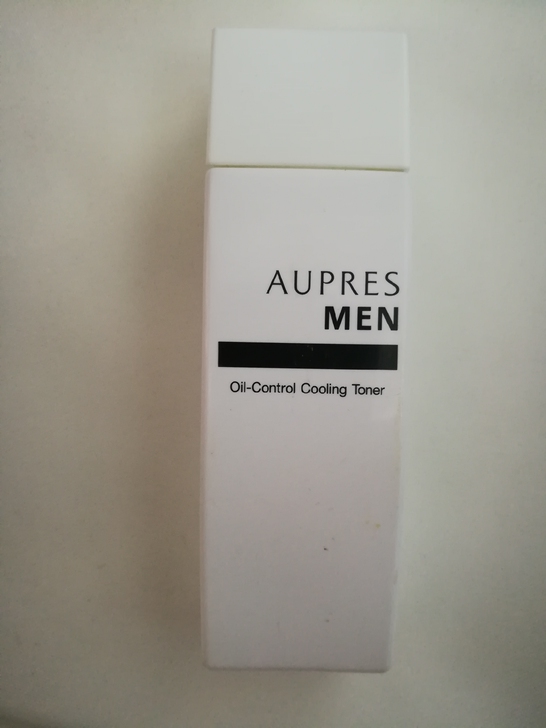 AUPRES
MEN
Oil-Control Cooling Toner